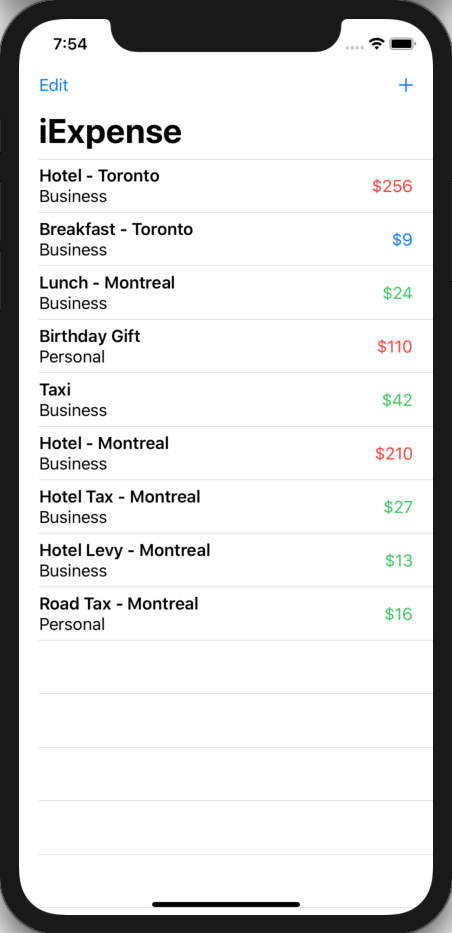 7:54
Edit +
iExpense
Hotel - Toronto
Business
$256
Breakfast - Toronto
Business
$9
Lunch - Montreal
Business
$24
Birthday Gift
Personal
$110
Taxi
Business
$42
Hotel - Montreal
Business
$210
Hotel Tax - Montreal
Business
$27
Hotel Levy - Montreal
Business
$13
Road Tax - Montreal
Personal
$16